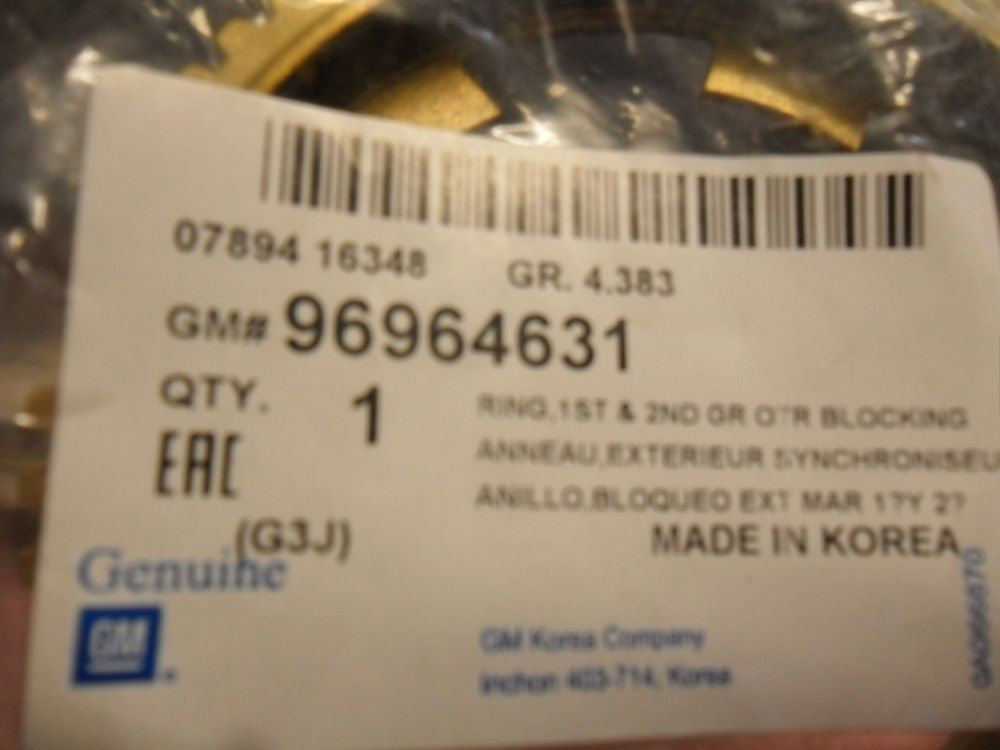 07894 16348 GR. 4.383
GM# 96964631
QTY. 1
RING,1ST & 2ND GR OTR BLOCKING
ANNEAU,EXTERIEUR SYNCHRONISEU
ANILLO,BLOQUEO EXT MAR 1?Y 2?
EAC
(G3J)
MADE IN KOREA
Genuine
GM
GM Korea Company
Inchon 403-714, Korea